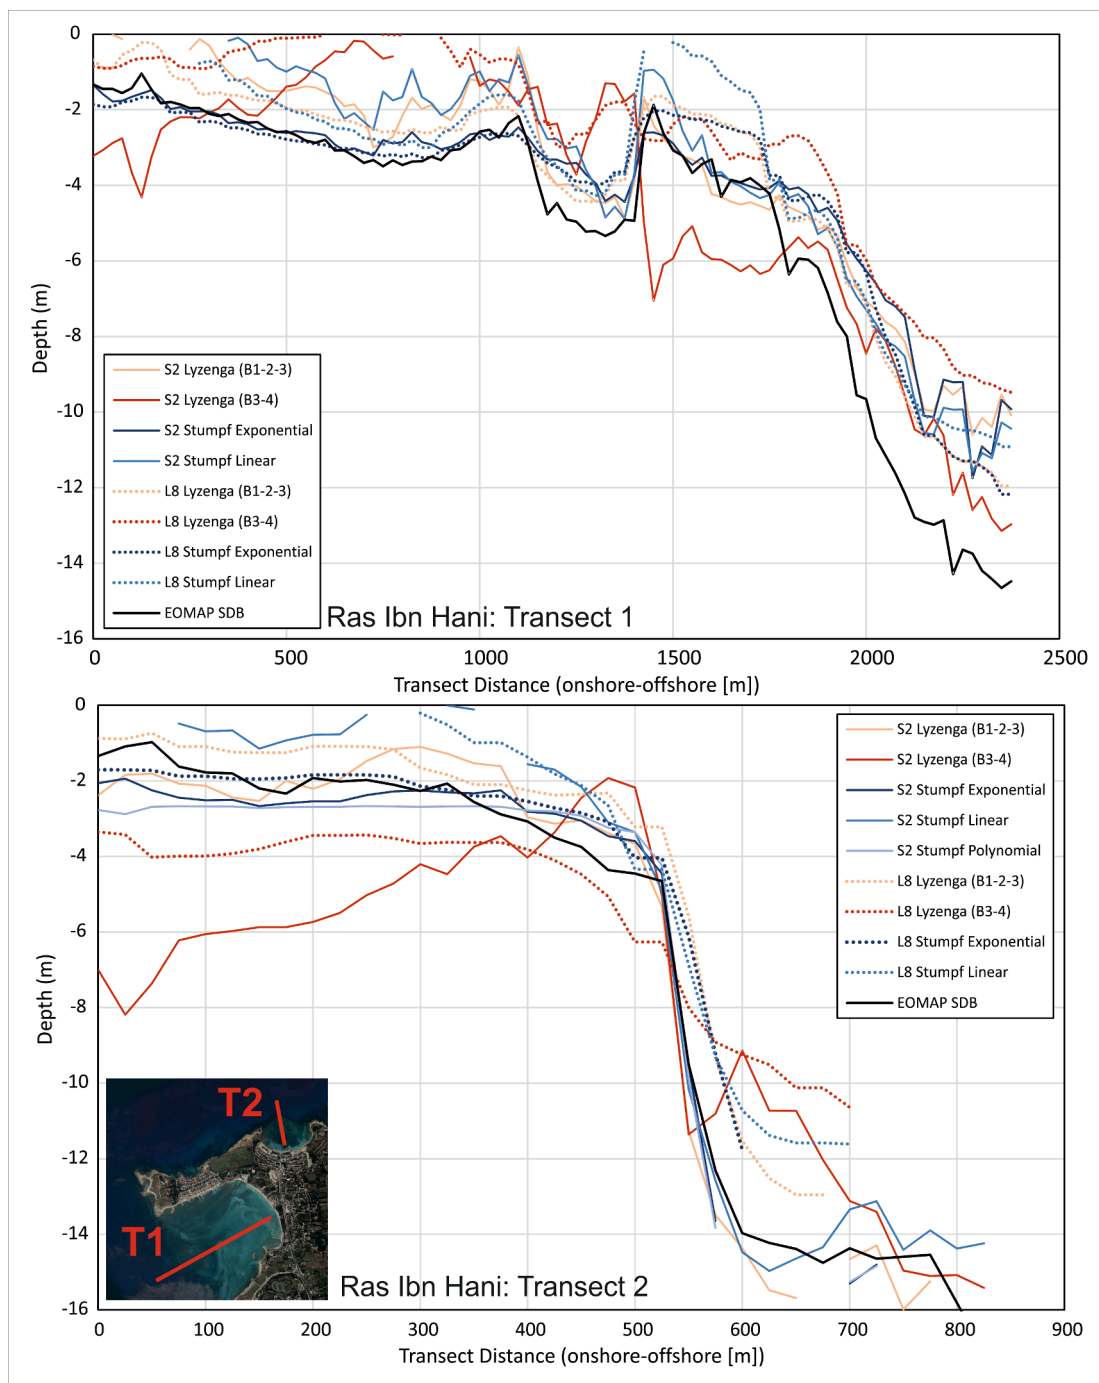 0
-2
-4
-6
-8
-10
-12
-14
-16
Depth (m)
S2 Lyzenga (B1-2-3)
S2 Lyzenga (B3-4)
S2 Stumpf Exponential
S2 Stumpf Linear
L8 Lyzenga (B1-2-3)
L8 Lyzenga (B3-4)
L8 Stumpf Exponential
L8 Stumpf Linear
EOMAP SDB
Ras Ibn Hani: Transect 1
0 500 1000 1500 2000 2500
Transect Distance (onshore-offshore [m])
0
-2
-4
-6
-8
-10
-12
-14
-16
Depth (m)
S2 Lyzenga (B1-2-3)
S2 Lyzenga (B3-4)
S2 Stumpf Exponential
S2 Stumpf Linear
S2 Stumpf Polynomial
L8 Lyzenga (B1-2-3)
L8 Lyzenga (B3-4)
L8 Stumpf Exponential
L8 Stumpf Linear
EOMAP SDB
T2
T1
Ras Ibn Hani: Transect 2
0 100 200 300 400 500 600 700 800 900
Transect Distance (onshore-offshore [m])